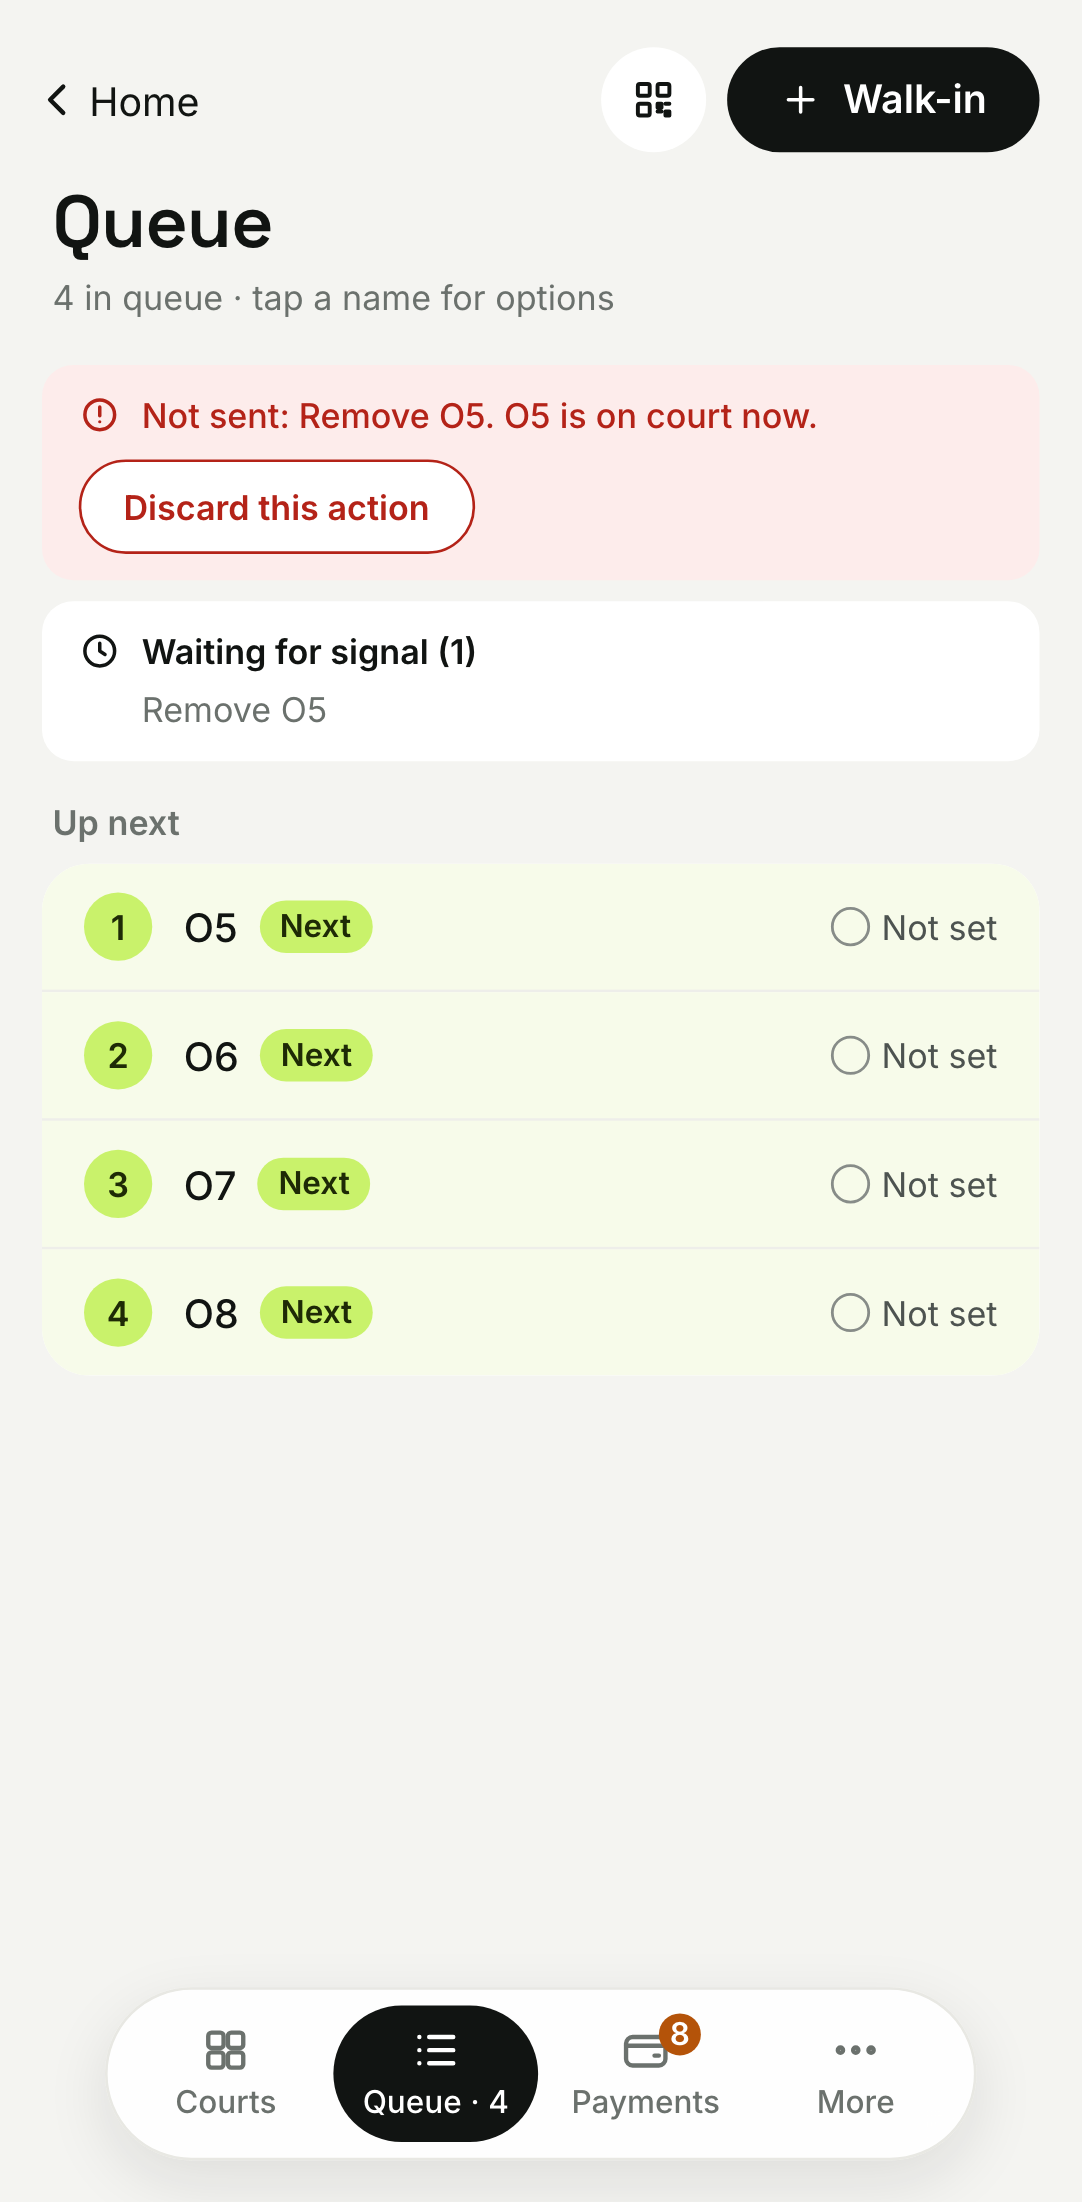 Home
Walk-in
Queue
4 in queue · tap a name for options
Not sent: Remove O5. O5 is on court now.
Discard this action
Waiting for signal (1)
Remove O5
Up next
1 O5 Next Not set
2 O6 Next Not set
3 O7 Next Not set
4 O8 Next Not set
8
Courts Queue · 4 Payments More